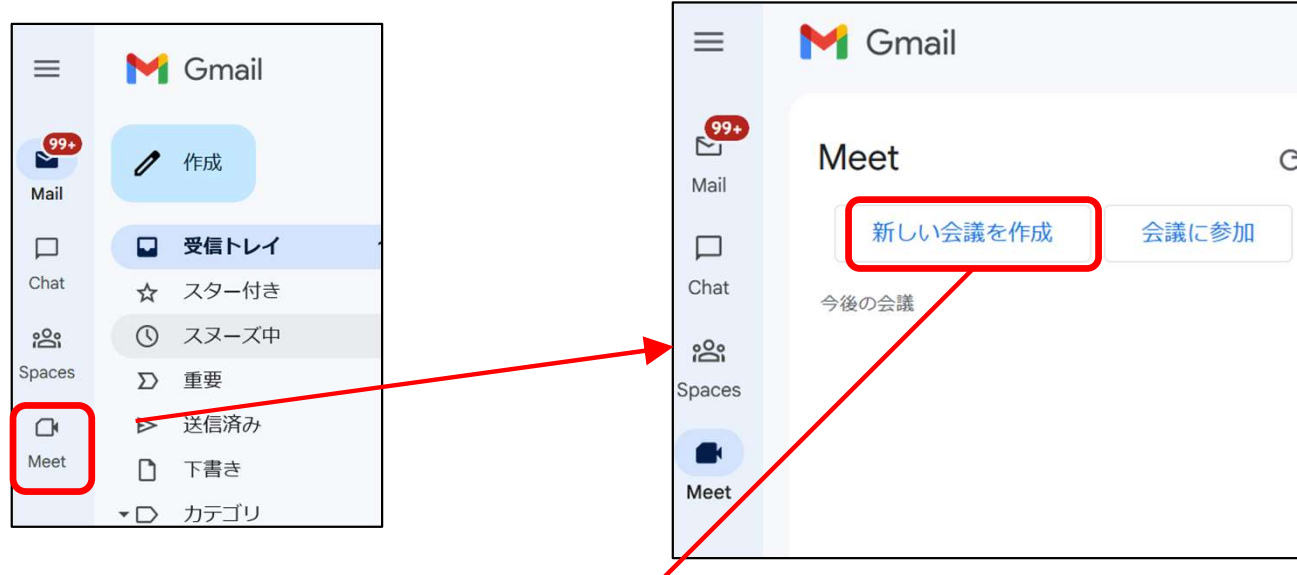 Gmail
99+
Mail
作成
受信トレイ
Chat
スター付き
スヌーズ中
Spaces
重要
送信済み
Meet
下書き
カテゴリ
Gmail
99+
Mail
Meet
新しい会議を作成
会議に参加
Chat
今後の会議
Spaces
Meet